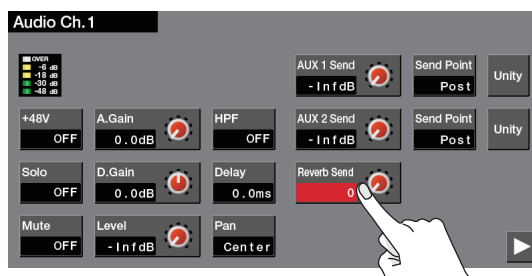 Audio Ch.1
OVER
-6 dB
-18 dB
-30 dB
-48 dB
AUX 1 Send
-InfdB
Send Point
Post
Unity
+48V
OFF
A.Gain
0.0dB
HPF
OFF
AUX 2 Send
-InfdB
Send Point
Post
Unity
Solo
OFF
D.Gain
0.0dB
Delay
0.0ms
Reverb Send
0
Mute
OFF
Level
-InfdB
Pan
Center